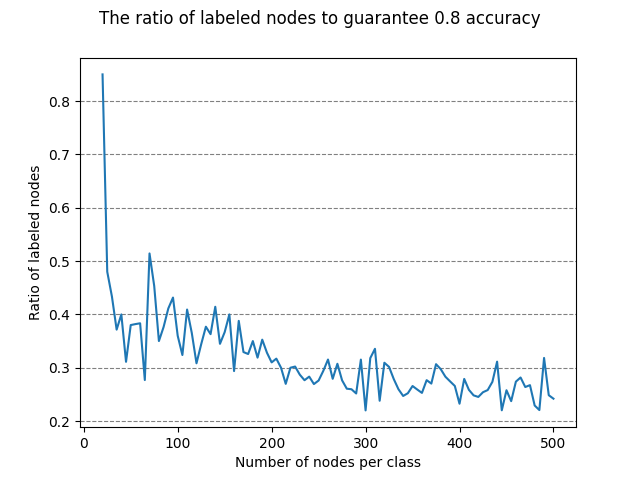 The ratio of labeled nodes to guarantee 0.8 accuracy
0.8
0.7
0.6
0.5
0.4
0.3
0.2
Ratio of labeled nodes
0 100 200 300 400 500
Number of nodes per class